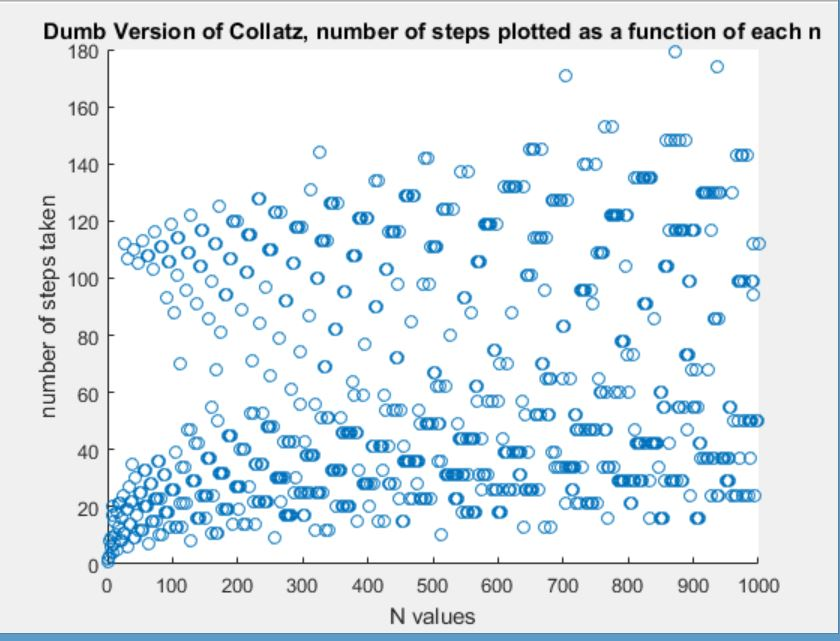 Dumb Version of Collatz, number of steps plotted as a function of each n
180
160
140
120
100
80
60
40
20
0
number of steps taken
0 100 200 300 400 500 600 700 800 900 1000
N values